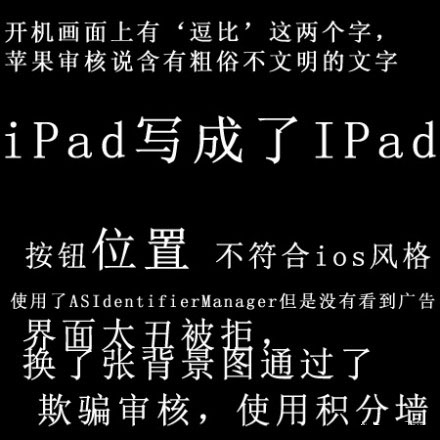 开机画面上有‘逗比’这两个字，
苹果审核说含有粗俗不文明的文字
iPad写成了IPad
按钮位置 不符合ios风格
使用了ASIdentifierManager但是没有看到广告
界面太丑被拒，
换了张背景图通过了
欺骗审核，使用积分墙